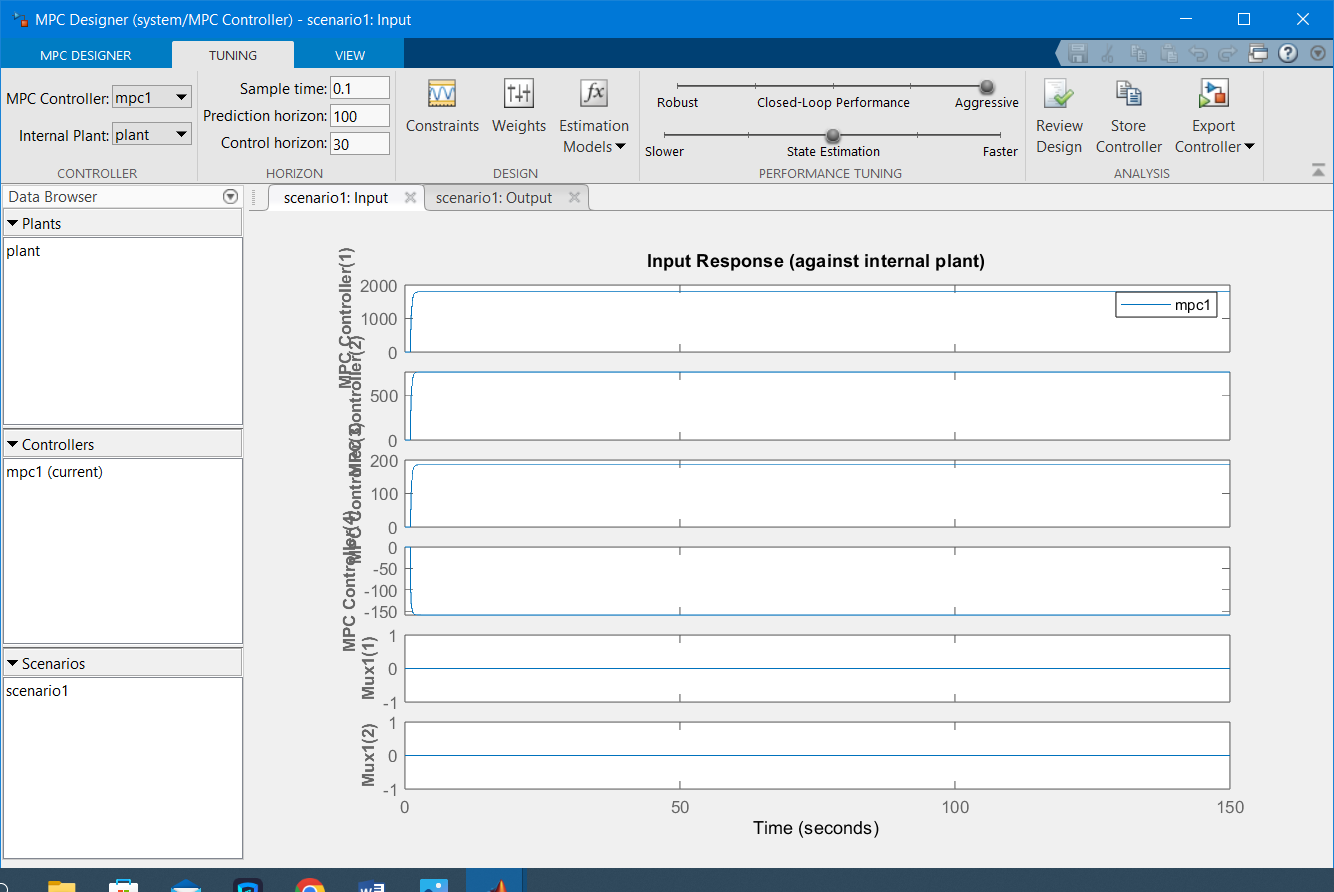 MPC Designer (system/MPC Controller) - scenario1: Input
MPC DESIGNER
TUNING
VIEW
MPC Controller: mpc1
Internal Plant: plant
CONTROLLER
Sample time: 0.1
Prediction horizon: 100
Control horizon: 30
HORIZON
Constraints
Weights
Estimation
Models
DESIGN
Robust
Closed-Loop Performance
Aggressive
Slower
State Estimation
Faster
PERFORMANCE TUNING
Review
Design
Store
Controller
Export
Controller
ANALYSIS
Data Browser
Plants
plant
Controllers
mpc1 (current)
Scenarios
scenario1
scenario1: Input
scenario1: Output
Input Response (against internal plant)
MPC Controller(1)
2000
1000
0
mpc1
MPC Controller(2)
500
0
MPC Controller(3)
200
100
0
MPC Controller(4)
0
-50
-100
-150
Mux1(1)
1
0
-1
Mux1(2)
1
0
-1
0
50
100
150
Time (seconds)